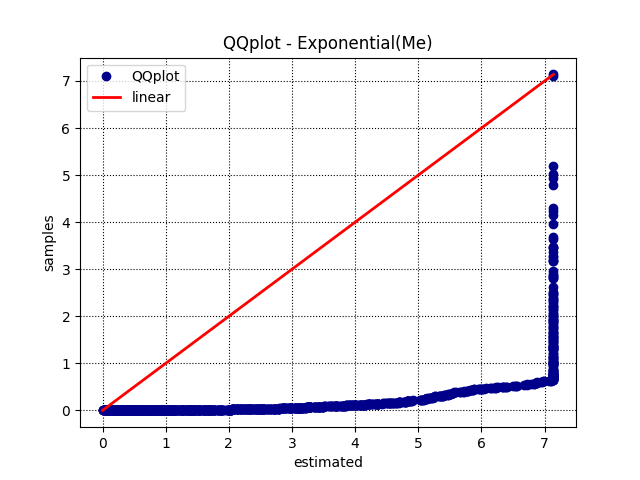 QQplot - Exponential(Me)
QQplot
linear
samples
7
6
5
4
3
2
1
0
0 1 2 3 4 5 6 7
estimated